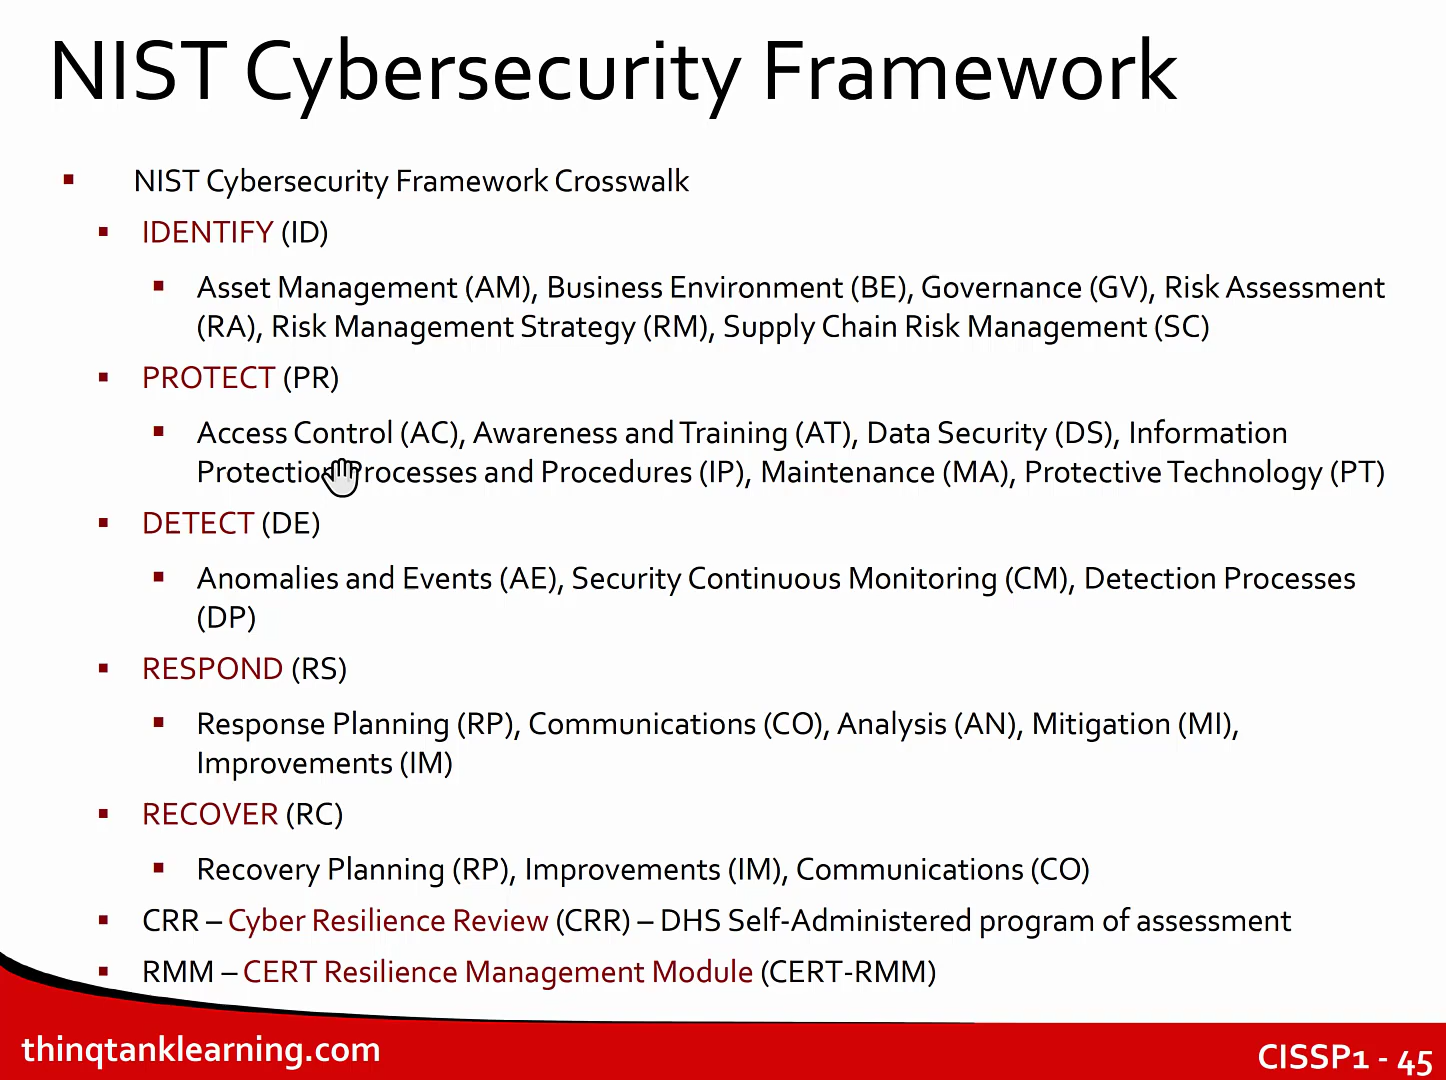 NIST Cybersecurity Framework
NIST Cybersecurity Framework Crosswalk
IDENTIFY (ID)
Asset Management (AM), Business Environment (BE), Governance (GV), Risk Assessment
(RA), Risk Management Strategy (RM), Supply Chain Risk Management (SC)
PROTECT (PR)
Access Control (AC), Awareness and Training (AT), Data Security (DS), Information
Protection Processes and Procedures (IP), Maintenance (MA), Protective Technology (PT)
DETECT (DE)
Anomalies and Events (AE), Security Continuous Monitoring (CM), Detection Processes
(DP)
RESPOND (RS)
Response Planning (RP), Communications (CO), Analysis (AN), Mitigation (MI),
Improvements (IM)
RECOVER (RC)
Recovery Planning (RP), Improvements (IM), Communications (CO)
CRR – Cyber Resilience Review (CRR) – DHS Self-Administered program of assessment
RMM – CERT Resilience Management Module (CERT-RMM)
thinqtanklearning.com
CISSP1 - 45